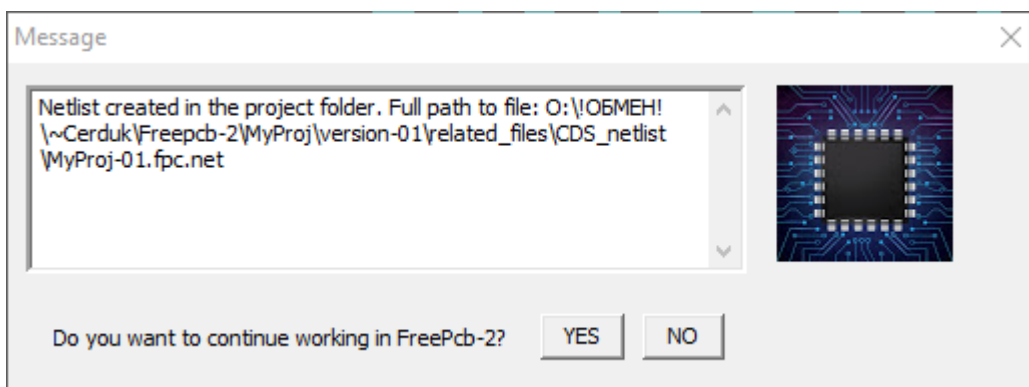 Message
Netlist created in the project folder. Full path to file: O:\!ОБМЕН!
\~Cerduk\Freepcb-2\MyProj\version-01\related_files\CDS_netlist
\MyProj-01.fpc.net
Do you want to continue working in FreePcb-2? YES NO